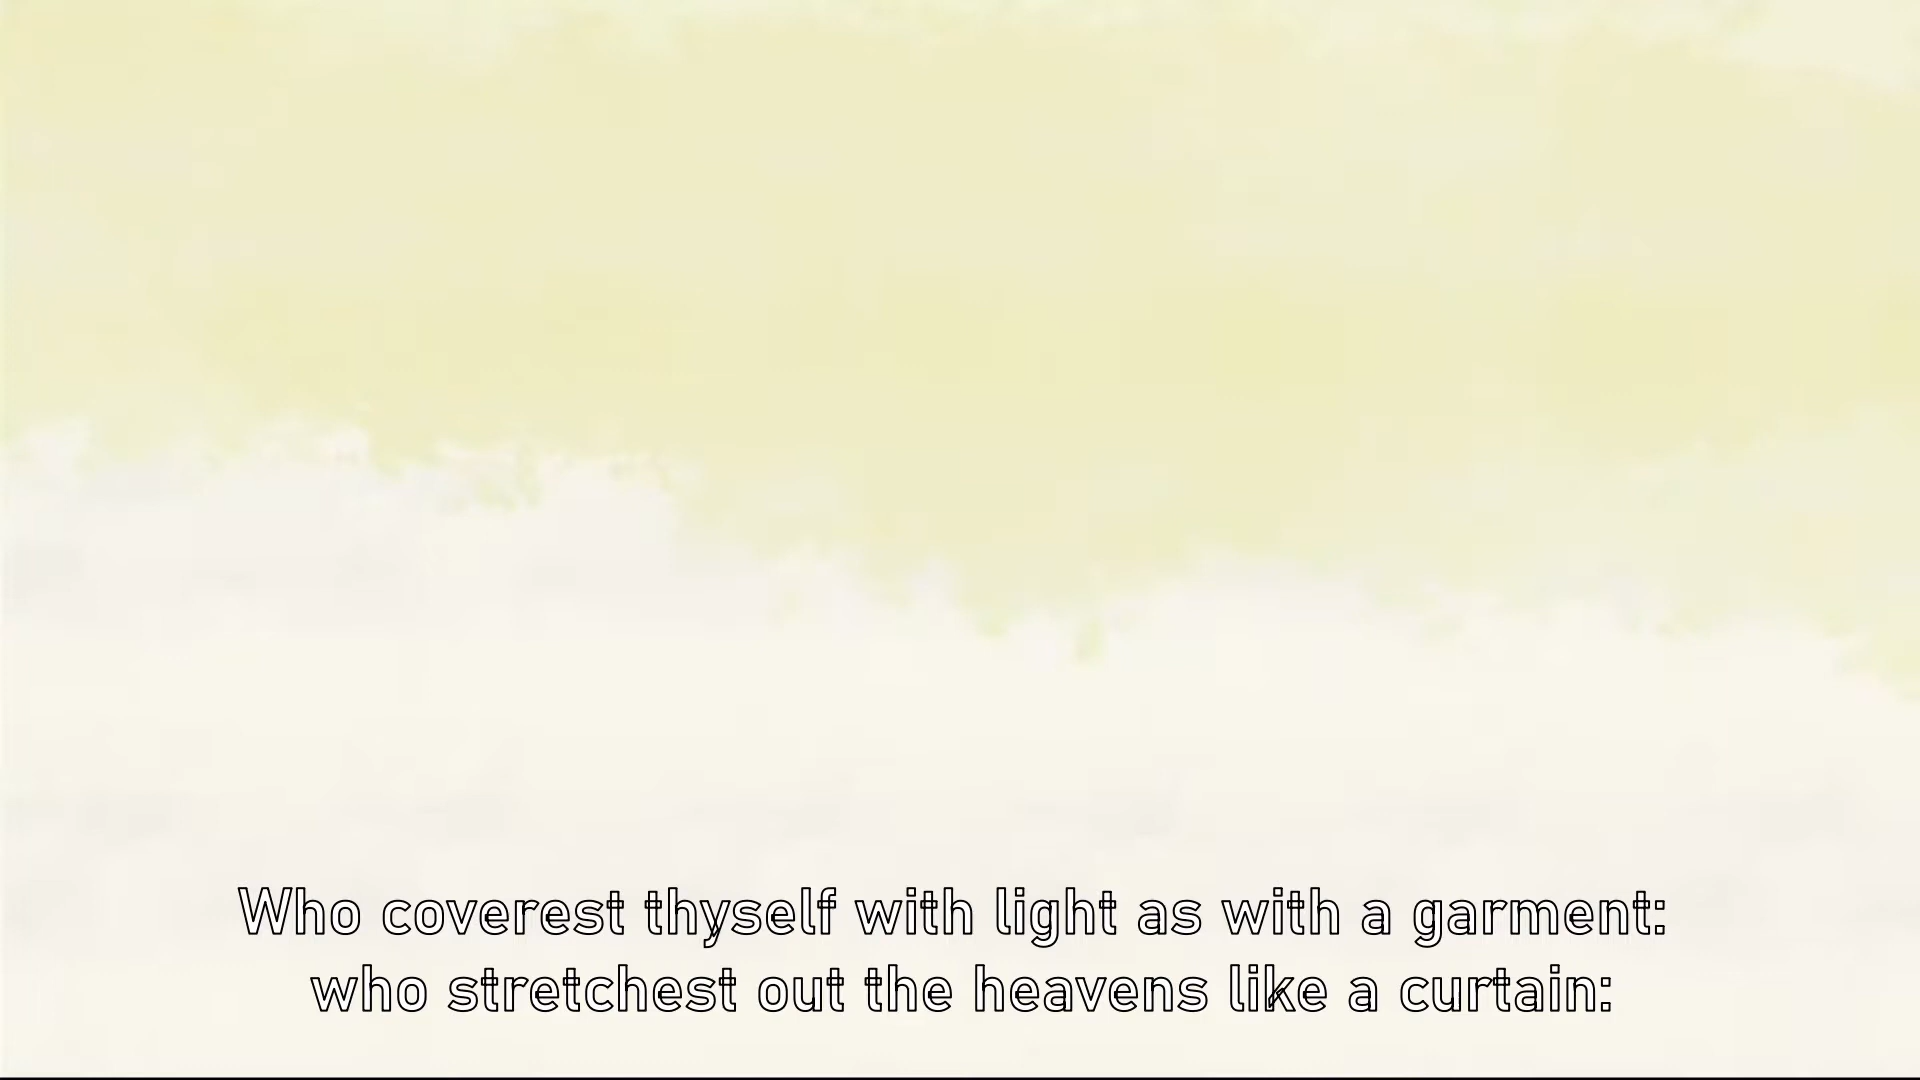 Who coverest thyself with light as with a garment:
who stretchest out the heavens like a curtain: